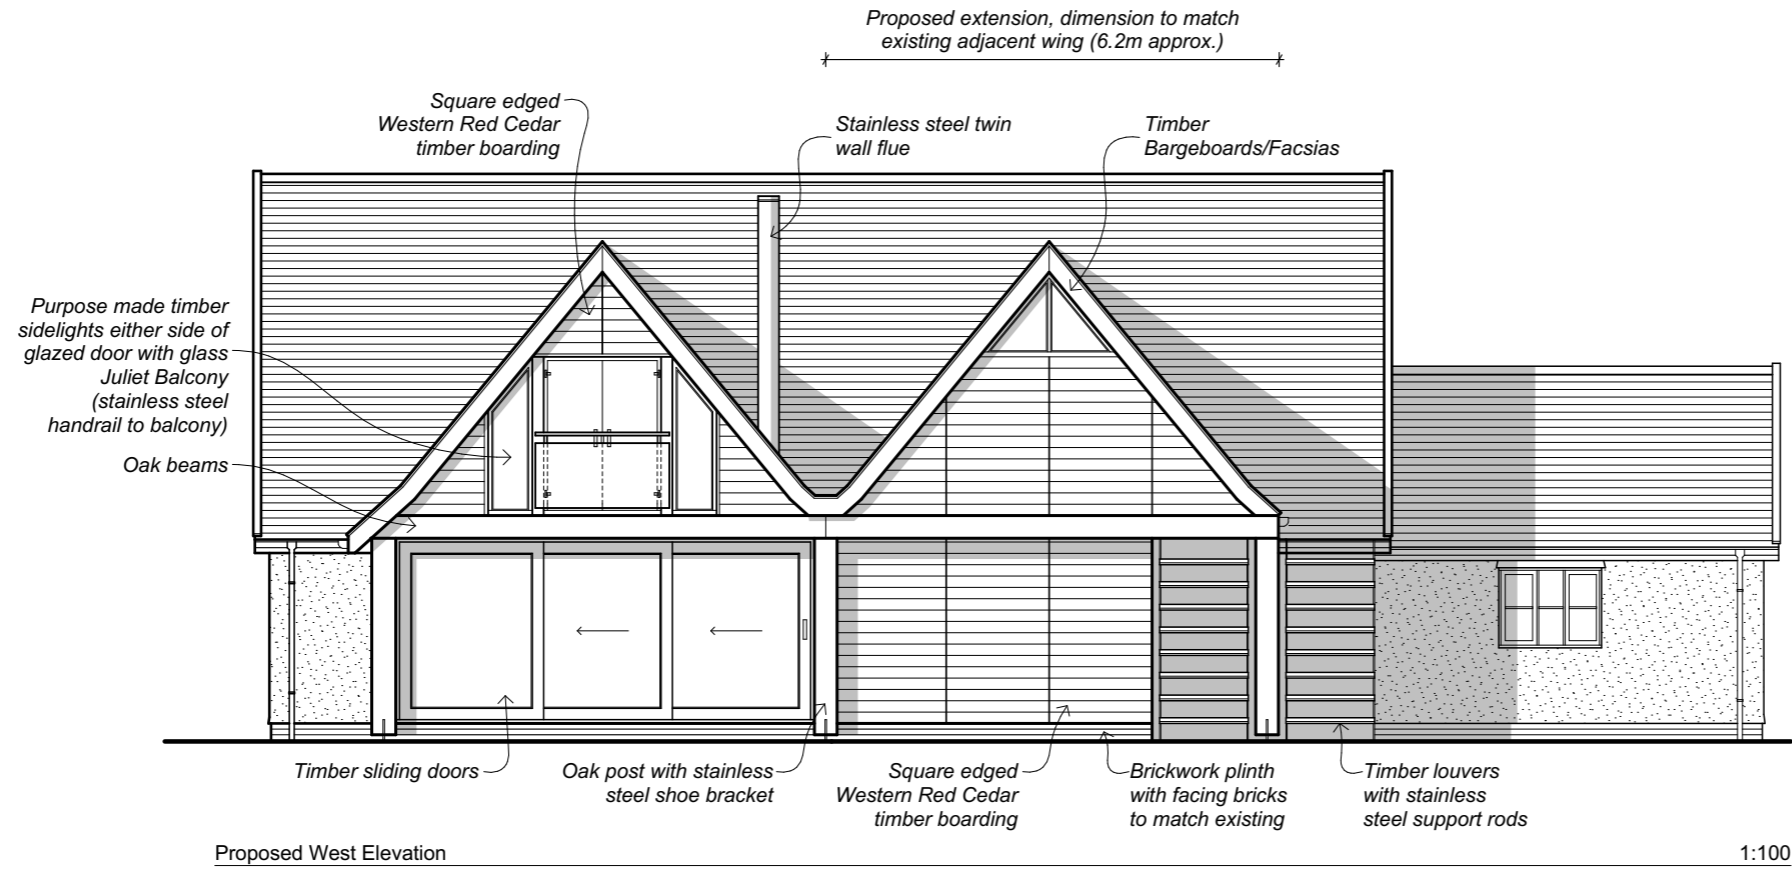 Proposed extension, dimension to match
existing adjacent wing (6.2m approx.)
Square edged
Western Red Cedar
timber boarding
Stainless steel twin
wall flue
Timber
Bargeboards/Facsias
Purpose made timber
sidelights either side of
glazed door with glass
Juliet Balcony
(stainless steel
handrail to balcony)
Oak beams
Timber sliding doors
Oak post with stainless
steel shoe bracket
Square edged
Western Red Cedar
timber boarding
Brickwork plinth
with facing bricks
to match existing
Timber louvers
with stainless
steel support rods
Proposed West Elevation
1:100